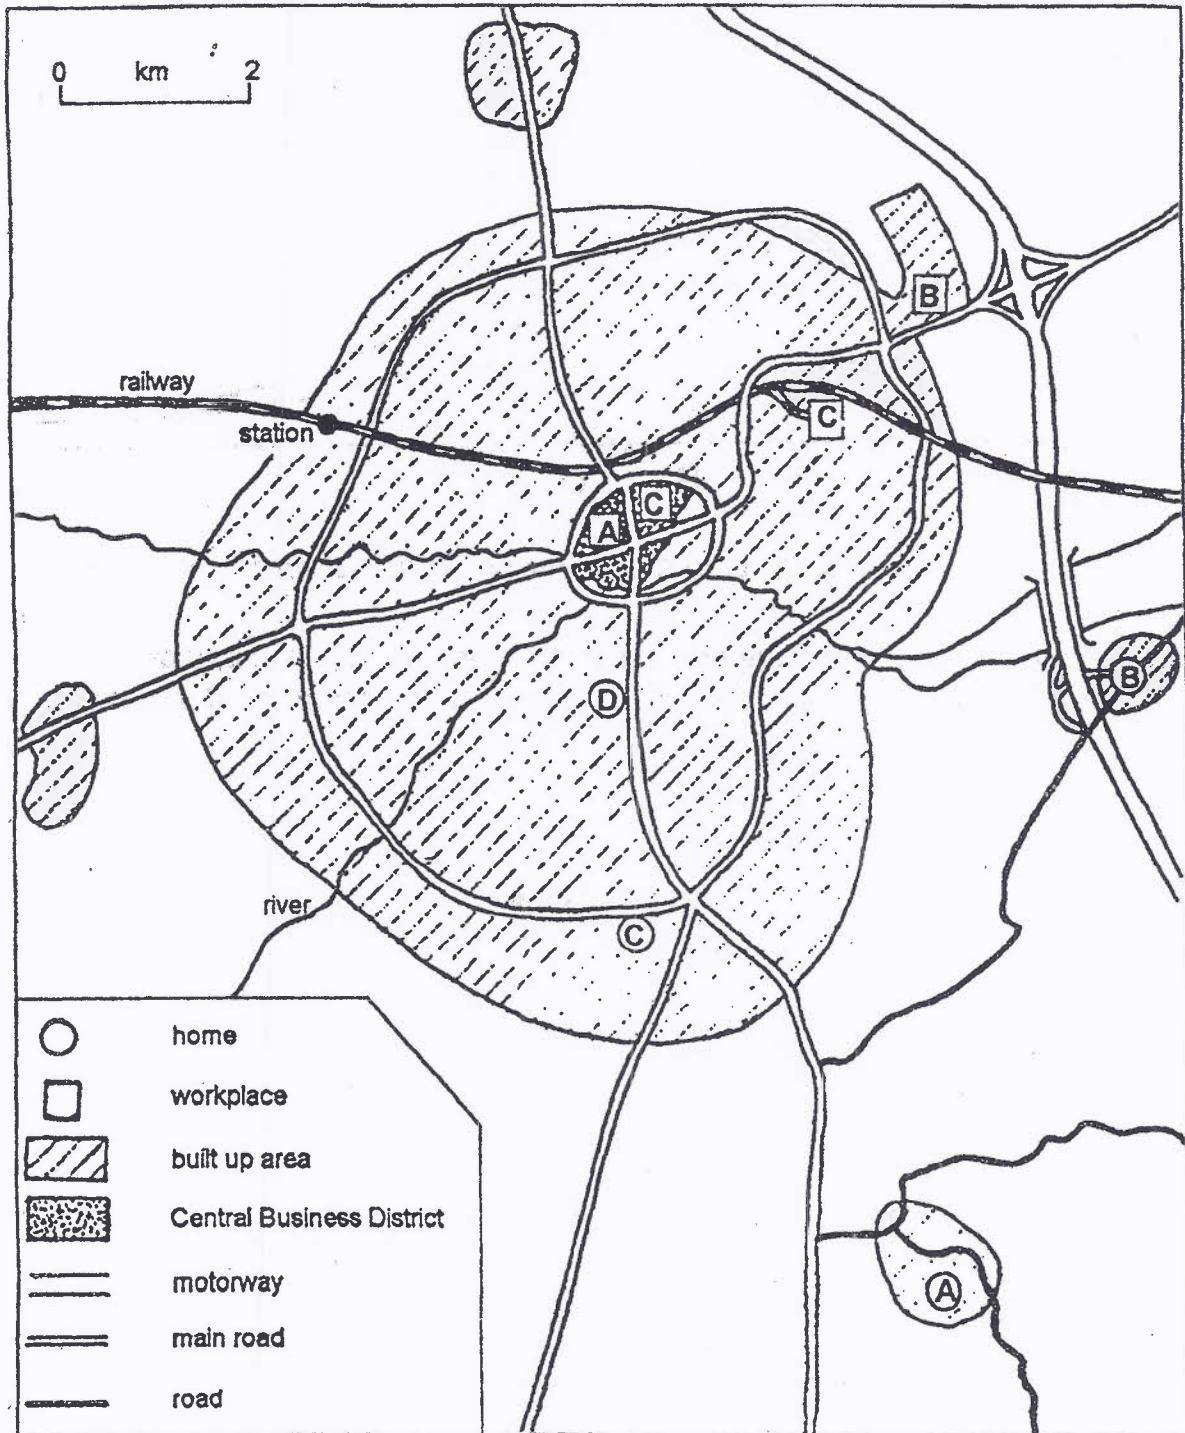 0 km 2
B
railway
station
C
C
A
B
D
river
C
home
workplace
built up area
Central Business District
motorway
main road
road
A